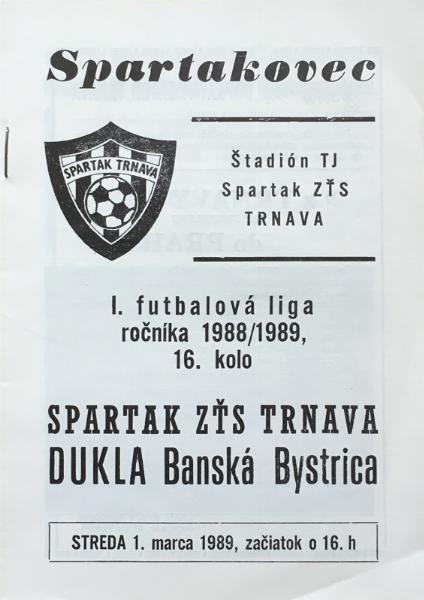 Spartakovec
SPARTAK TRNAVA
Štadión TJ
Spartak ZŤS
TRNAVA
I. futbalová liga
ročníka 1988/1989,
16. kolo
SPARTAK ZŤS TRNAVA
DUKLA Banská Bystrica
STREDA 1. marca 1989, začiatok o 16. h